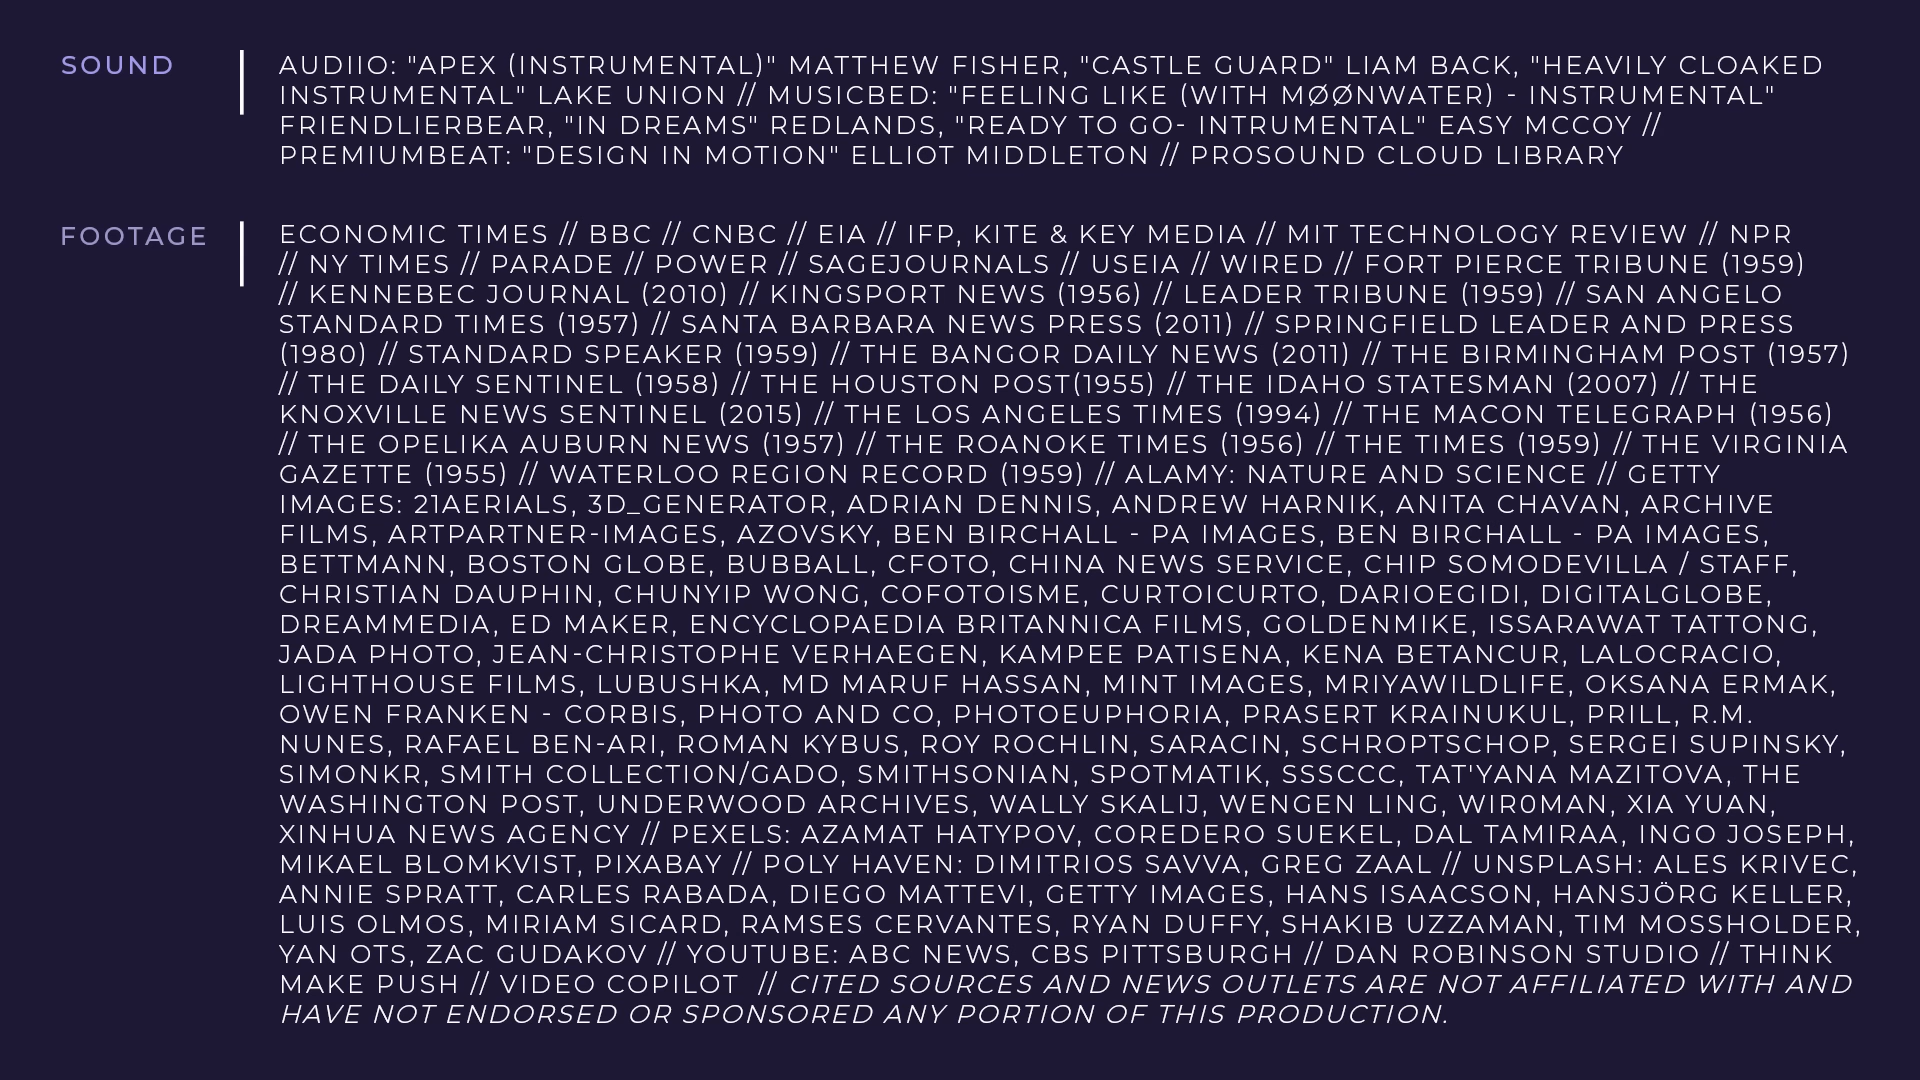 SOUND
AUDIIO: "APEX (INSTRUMENTAL)" MATTHEW FISHER, "CASTLE GUARD" LIAM BACK, "HEAVILY CLOAKED
INSTRUMENTAL" LAKE UNION // MUSICBED: "FEELING LIKE (WITH MØØNWATER) - INSTRUMENTAL"
FRIENDLIERBEAR, "IN DREAMS" REDLANDS, "READY TO GO- INTRUMENTAL" EASY MCCOY //
PREMIUMBEAT: "DESIGN IN MOTION" ELLIOT MIDDLETON // PROSOUND CLOUD LIBRARY
FOOTAGE
ECONOMIC TIMES // BBC // CNBC // EIA // IFP, KITE & KEY MEDIA // MIT TECHNOLOGY REVIEW // NPR
// NY TIMES // PARADE // POWER // SAGEJOURNALS // USEIA // WIRED // FORT PIERCE TRIBUNE (1959)
// KENNEBEC JOURNAL (2010) // KINGSPORT NEWS (1956) // LEADER TRIBUNE (1959) // SAN ANGELO
STANDARD TIMES (1957) // SANTA BARBARA NEWS PRESS (2011) // SPRINGFIELD LEADER AND PRESS
(1980) // STANDARD SPEAKER (1959) // THE BANGOR DAILY NEWS (2011) // THE BIRMINGHAM POST (1957)
// THE DAILY SENTINEL (1958) // THE HOUSTON POST(1955) // THE IDAHO STATESMAN (2007) // THE
KNOXVILLE NEWS SENTINEL (2015) // THE LOS ANGELES TIMES (1994) // THE MACON TELEGRAPH (1956)
// THE OPELIKA AUBURN NEWS (1957) // THE ROANOKE TIMES (1956) // THE TIMES (1959) // THE VIRGINIA
GAZETTE (1955) // WATERLOO REGION RECORD (1959) // ALAMY: NATURE AND SCIENCE // GETTY
IMAGES: 21AERIALS, 3D_GENERATOR, ADRIAN DENNIS, ANDREW HARNIK, ANITA CHAVAN, ARCHIVE
FILMS, ARTPARTNER-IMAGES, AZOVSKY, BEN BIRCHALL - PA IMAGES, BEN BIRCHALL - PA IMAGES,
BETTMANN, BOSTON GLOBE, BUBBALL, CFOTO, CHINA NEWS SERVICE, CHIP SOMODEVILLA / STAFF,
CHRISTIAN DAUPHIN, CHUNYIP WONG, COFOTOISME, CURTOICURTO, DARIOEGIDI, DIGITALGLOBE,
DREAMMEDIA, ED MAKER, ENCYCLOPAEDIA BRITANNICA FILMS, GOLDENMIKE, ISSARAWAT TATTONG,
JADA PHOTO, JEAN-CHRISTOPHE VERHAEGEN, KAMPEE PATISENA, KENA BETANCUR, LALOCRACIO,
LIGHTHOUSE FILMS, LUBUSHKA, MD MARUF HASSAN, MINT IMAGES, MRIYAWILDLIFE, OKSANA ERMAK,
OWEN FRANKEN - CORBIS, PHOTO AND CO, PHOTOEUPHORIA, PRASERT KRAINUKUL, PRILL, R.M.
NUNES, RAFAEL BEN-ARI, ROMAN KYBUS, ROY ROCHLIN, SARACIN, SCHROPTSCHOP, SERGEI SUPINSKY,
SIMONKR, SMITH COLLECTION/GADO, SMITHSONIAN, SPOTMATIK, SSSCCC, TAT'YANA MAZITOVA, THE
WASHINGTON POST, UNDERWOOD ARCHIVES, WALLY SKALIJ, WENGEN LING, WIR0MAN, XIA YUAN,
XINHUA NEWS AGENCY // PEXELS: AZAMAT HATYPOV, COREDERO SUEKEL, DAL TAMIRAA, INGO JOSEPH,
MIKAEL BLOMKVIST, PIXABAY // POLY HAVEN: DIMITRIOS SAVVA, GREG ZAAL // UNSPLASH: ALES KRIVEC,
ANNIE SPRATT, CARLES RABADA, DIEGO MATTEVI, GETTY IMAGES, HANS ISAACSON, HANSJÖRG KELLER,
LUIS OLMOS, MIRIAM SICARD, RAMSES CERVANTES, RYAN DUFFY, SHAKIB UZZAMAN, TIM MOSSHOLDER,
YAN OTS, ZAC GUDAKOV // YOUTUBE: ABC NEWS, CBS PITTSBURGH // DAN ROBINSON STUDIO // THINK
MAKE PUSH // VIDEO COPILOT // CITED SOURCES AND NEWS OUTLETS ARE NOT AFFILIATED WITH AND
HAVE NOT ENDORSED OR SPONSORED ANY PORTION OF THIS PRODUCTION.